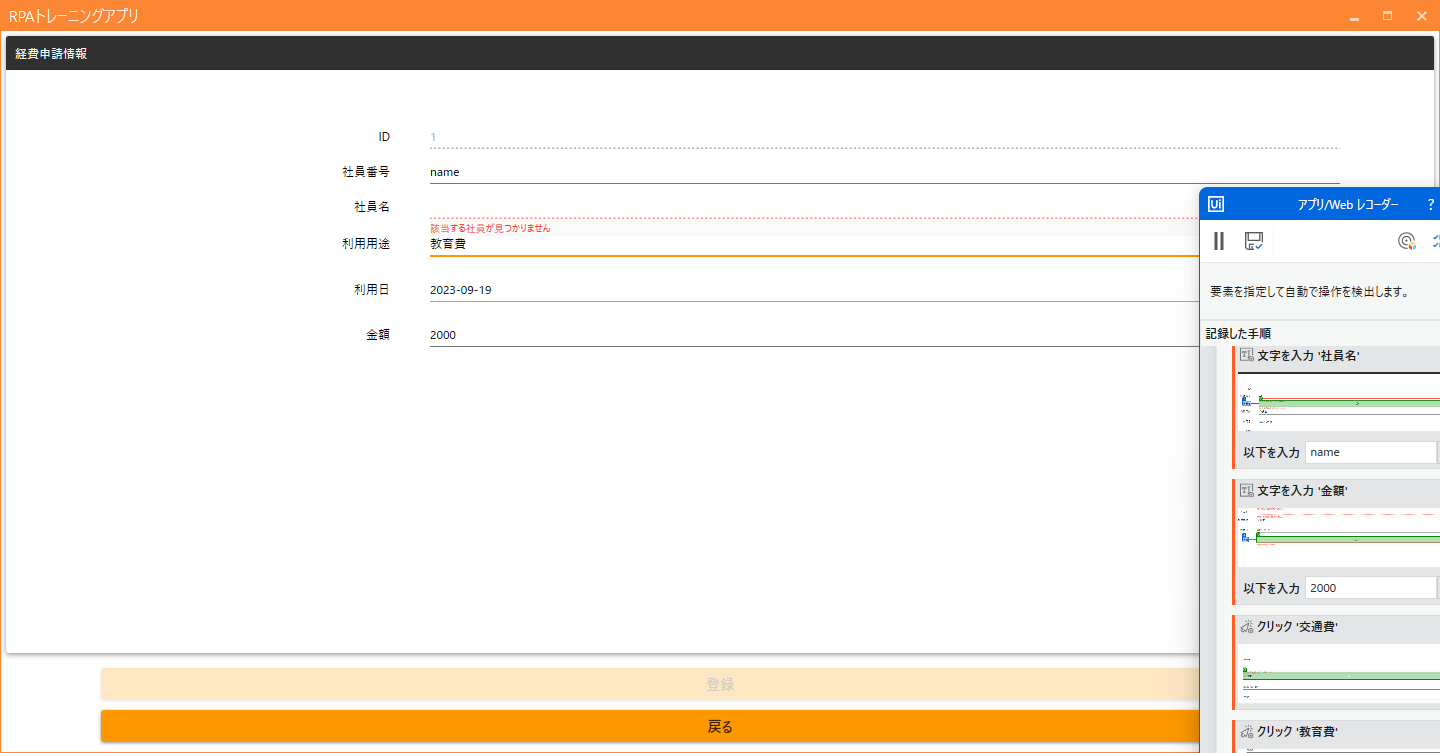 RPAトレーニングアプリ
経費申請情報
ID 1
社員番号 name
社員名
該当する社員が見つかりません
利用用途 教育費
利用日 2023-09-19
金額 2000
登録
戻る
Ui アプリ/Web レコーダー ?
要素を指定して自動で操作を検出します。
記録した手順
文字を入力 '社員名'
以下を入力 name
文字を入力 '金額'
以下を入力 2000
クリック '交通費'
クリック '教育費'